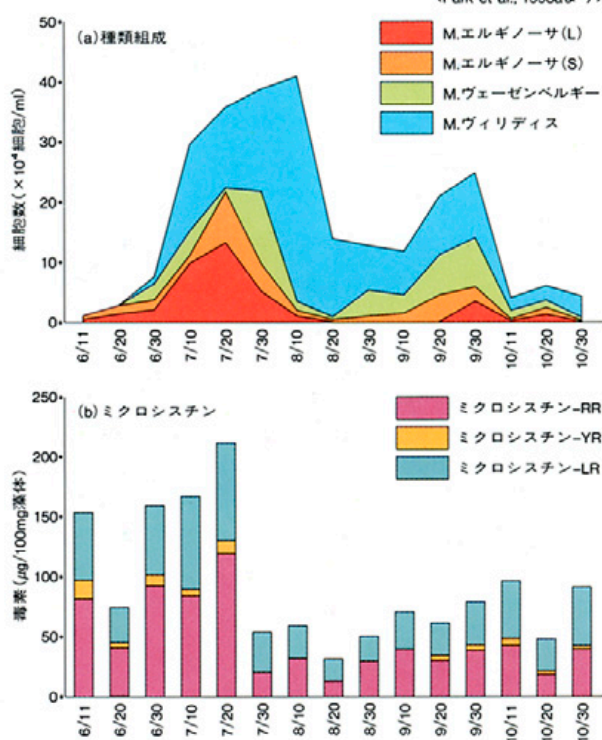 50
(a)種類組成
M.エルギノーサ(L)
M.エルギノーサ(S)
M.ヴェーゼンベルギー
M.ヴィリディス
40
30
20
10
0
細胞数(×10⁴細胞/ml)
6/11 6/20 6/30 7/10 7/20 7/30 8/10 8/20 8/30 9/10 9/20 9/30 10/11 10/20 10/30
250
(b)ミクロシスチン
ミクロシスチン-RR
ミクロシスチン-YR
ミクロシスチン-LR
200
150
100
50
0
毒素(μg/100mg藻体)
6/11 6/20 6/30 7/10 7/20 7/30 8/10 8/20 8/30 9/10 9/20 9/30 10/11 10/20 10/30